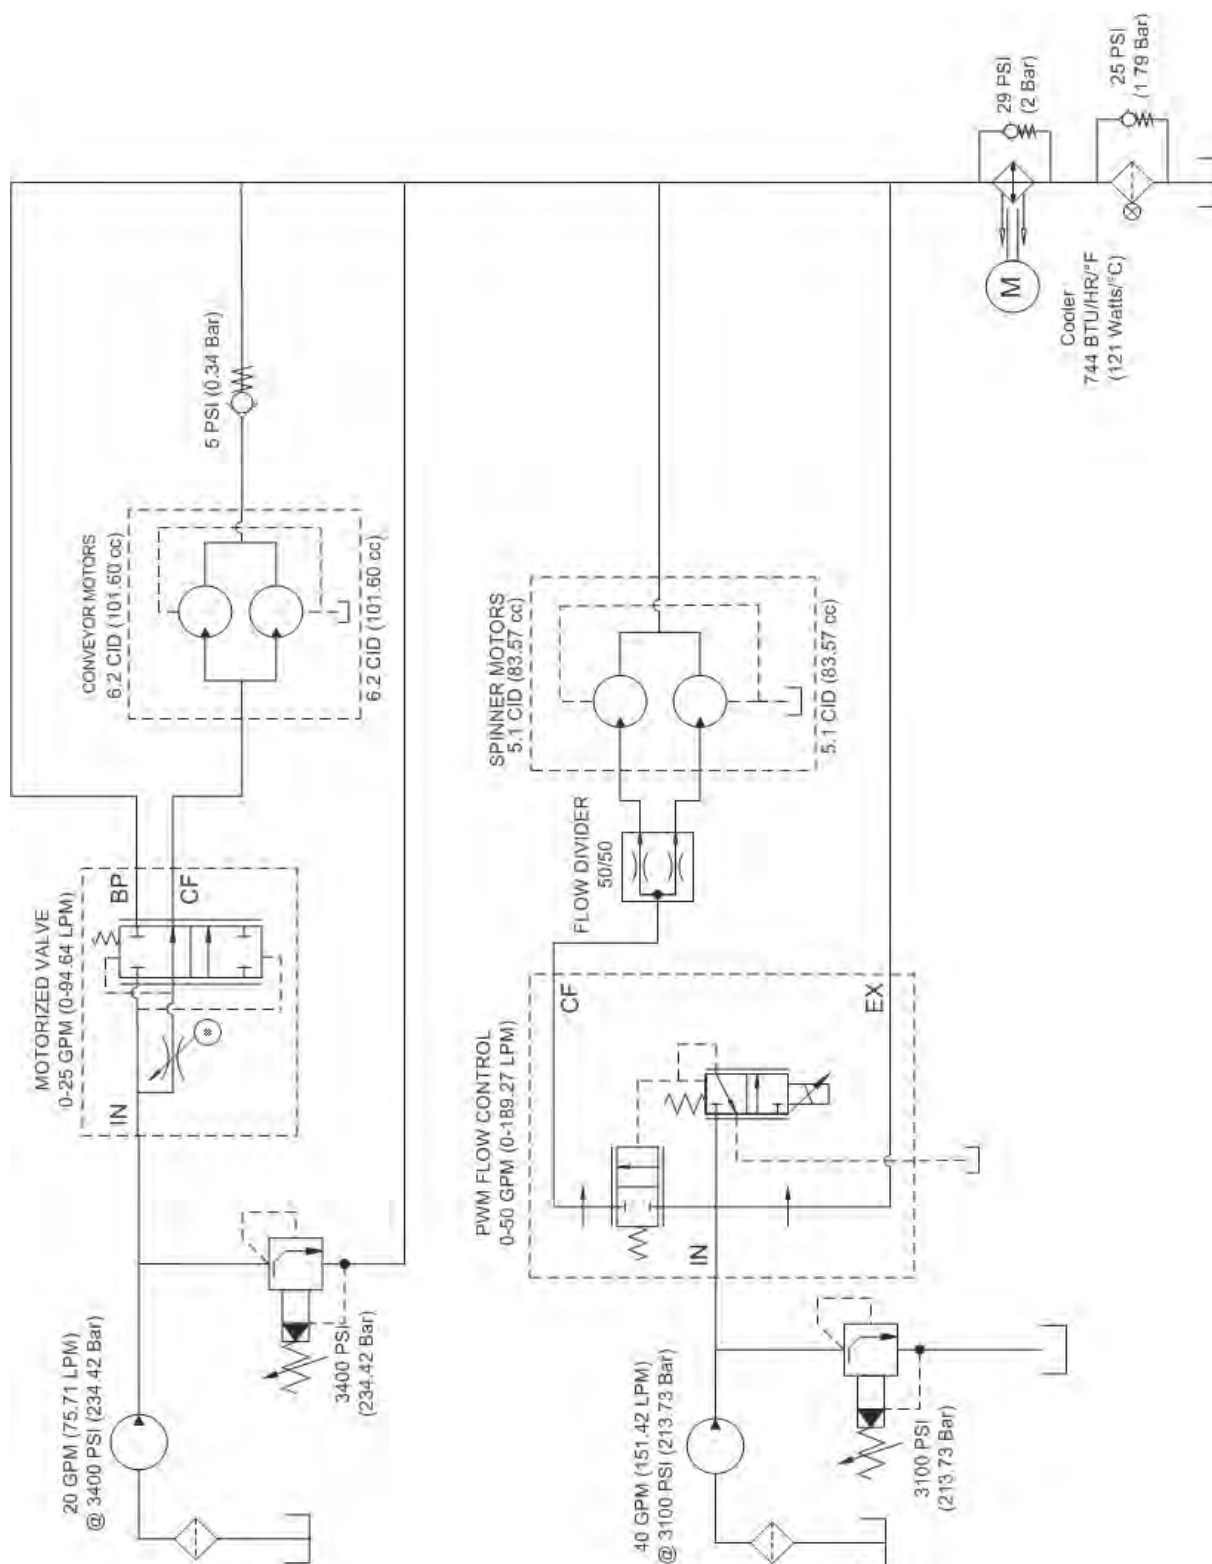 20 GPM (75.71 LPM)
@ 3400 PSI (234.42 Bar)
3400 PSI
(234.42 Bar)
MOTORIZED VALVE
0-25 GPM (0-94.64 LPM)
IN
BP
CF
CONVEYOR MOTORS
6.2 CID (101.60 cc)
6.2 CID (101.60 cc)
5 PSI (0.34 Bar)
40 GPM (151.42 LPM)
@ 3100 PSI (213.73 Bar)
3100 PSI
(213.73 Bar)
PWM FLOW CONTROL
0-50 GPM (0-189.27 LPM)
IN
CF
EX
FLOW DIVIDER
50/50
SPINNER MOTORS
5.1 CID (83.57 cc)
5.1 CID (83.57 cc)
M
Cooler
744 BTU/HR/°F
(121 Watts/°C)
29 PSI
(2 Bar)
25 PSI
(1.79 Bar)